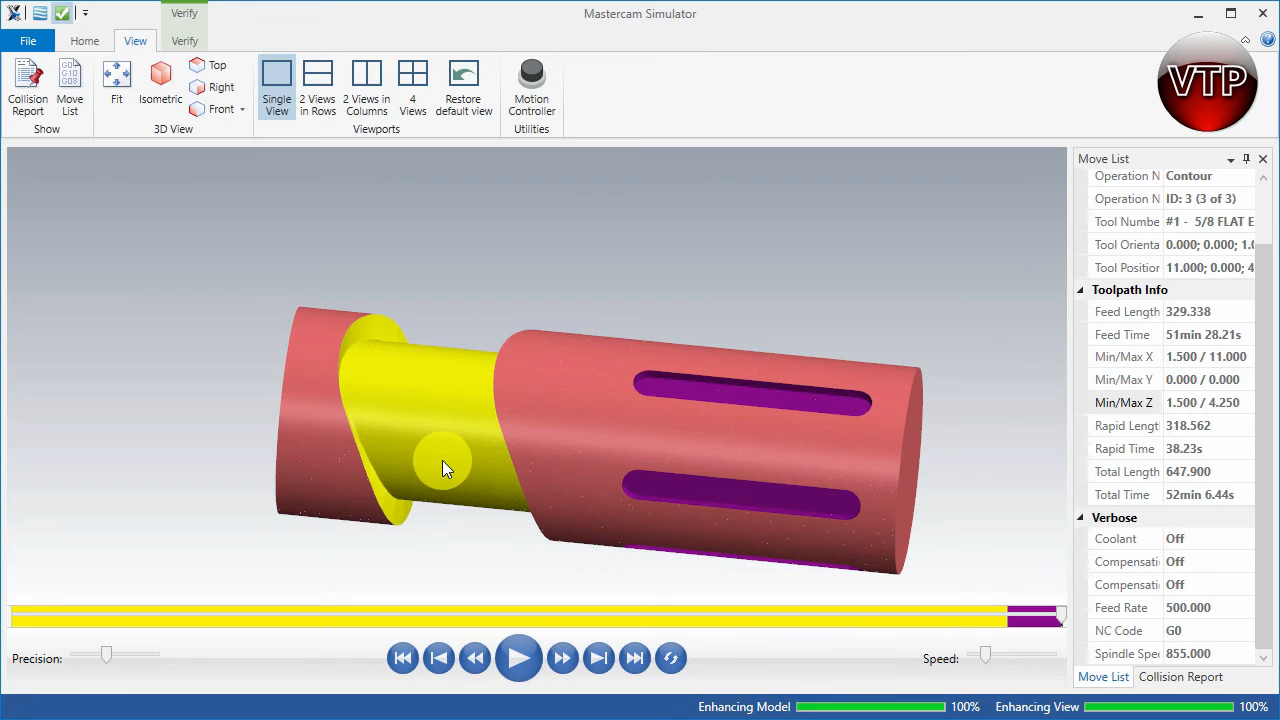 Verify
Mastercam Simulator
File
Home
View
Verify
Collision Report
Move List
Show
Fit
Isometric
Top
Right
Front
3D View
Single View
2 Views in Rows
2 Views in Columns
4 Views
Restore default view
Viewports
Motion Controller
Utilities
VTP
Move List
Operation N Contour
Operation N ID: 3 (3 of 3)
Tool Numbe #1 - 5/8 FLAT E
Tool Orienta 0.000; 0.000; 1.0
Tool Position 11.000; 0.000; 4
Toolpath Info
Feed Length 329.338
Feed Time 51min 28.21s
Min/Max X 1.500 / 11.000
Min/Max Y 0.000 / 0.000
Min/Max Z 1.500 / 4.250
Rapid Lengt 318.562
Rapid Time 38.23s
Total Length 647.900
Total Time 52min 6.44s
Verbose
Coolant Off
Compensati Off
Compensati Off
Feed Rate 500.000
NC Code G0
Spindle Spe 855.000
Move List
Collision Report
Precision:
Speed:
Enhancing Model 100% Enhancing View 100%